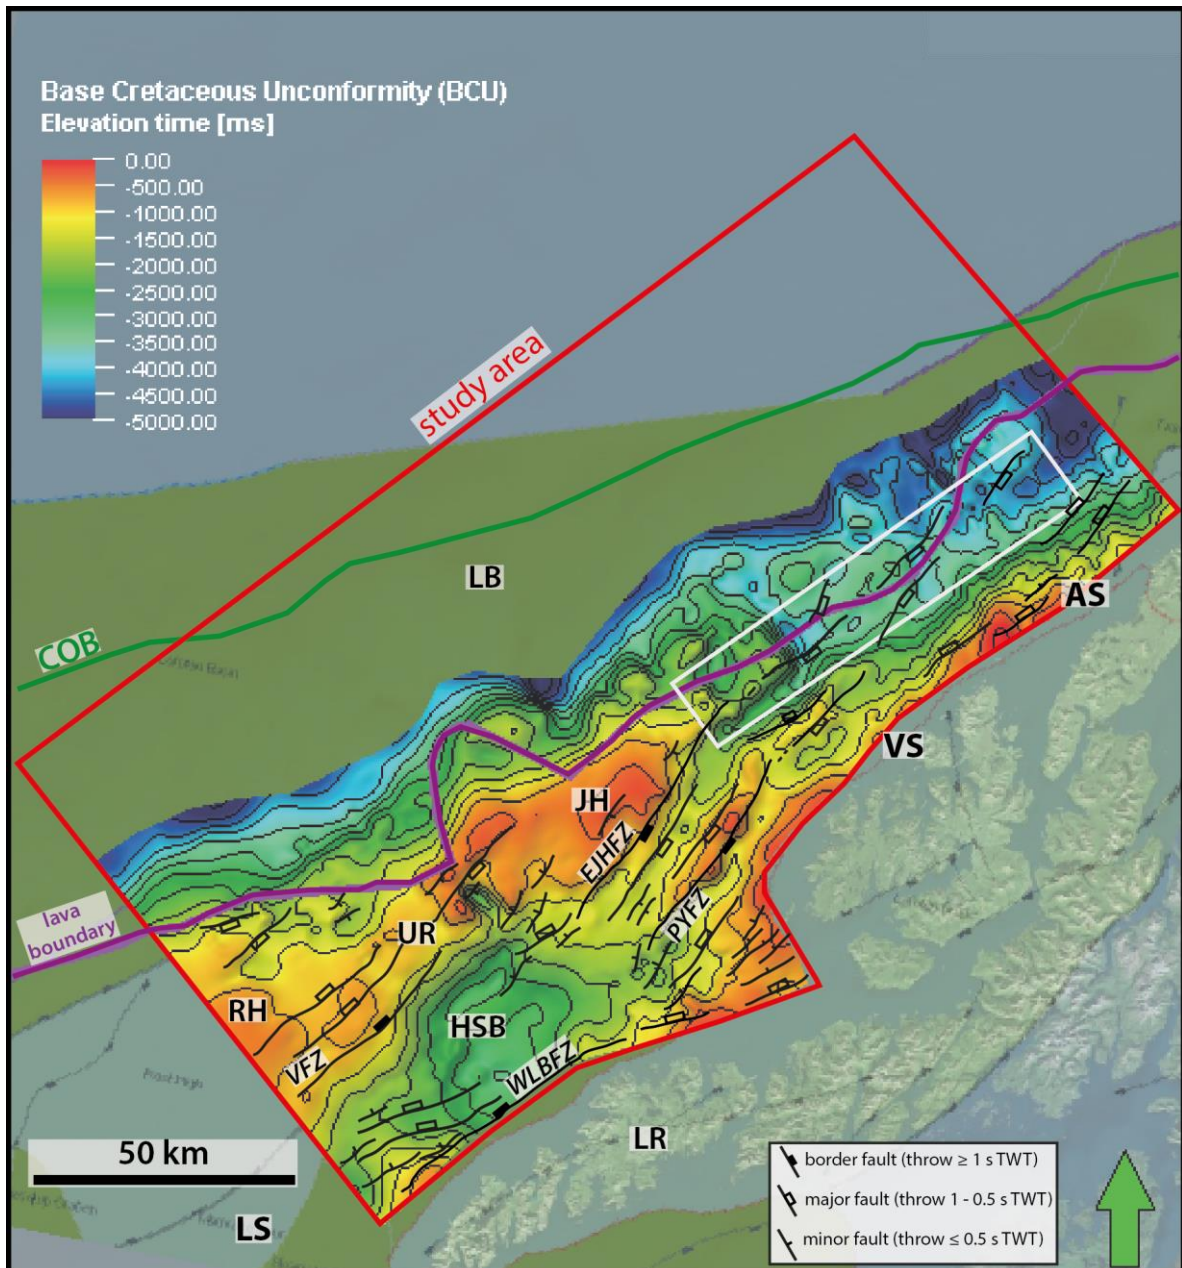 Base Cretaceous Unconformity (BCU)
Elevation time [ms]
0.00
-500.00
-1000.00
-1500.00
-2000.00
-2500.00
-3000.00
-3500.00
-4000.00
-4500.00
-5000.00
study area
LB
COB
AS
VS
JH
EJHFZ
PYFZ
lava
boundary
UR
RH
HSB
VFZ
WLBFZ
LR
50 km
LS
border fault (throw ≥ 1 s TWT)
major fault (throw 1 - 0.5 s TWT)
minor fault (throw ≤ 0.5 s TWT)